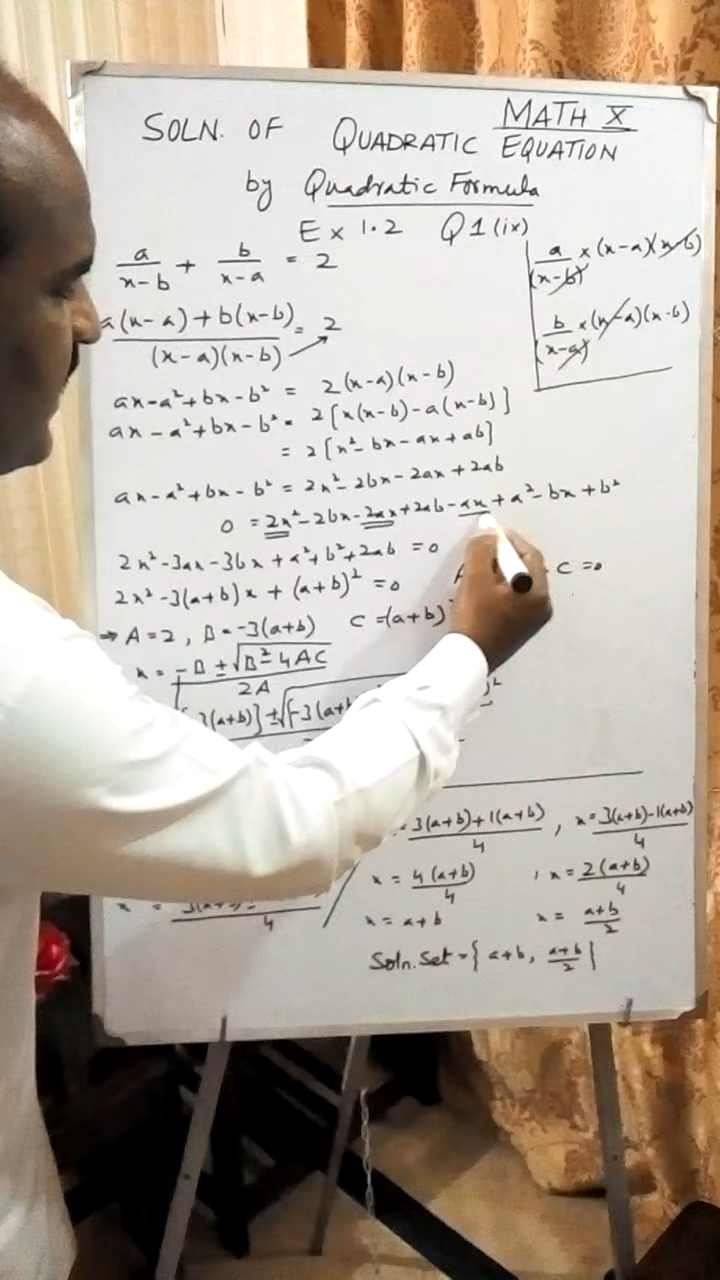 MATH X
SOLN. OF QUADRATIC EQUATION
by Quadratic Formula
Ex 1.2 Q1(ix)
a/(x-b) + b/(x-a) = 2
a/(x-b) × (x-a)(x-b)
b/(x-a) × (x-a)(x-b)
a(x-a)+b(x-b)/(x-a)(x-b) = 2
ax-a²+bx-b² = 2(x-a)(x-b)
ax-a²+bx-b² = 2[x(x-b)-a(x-b)]
= 2[x²-bx-ax+ab]
ax-a²+bx-b² = 2x²-2bx-2ax+2ab
0 = 2x²-2bx-2ax+2ab-ax+a²-bx+b²
2x²-3ax-3bx+a²+b²+2ab = 0
2x²-3(a+b)x+(a+b)²=0 C=0
⇒ A=2, B=-3(a+b) C=(a+b)
x = -B±√B²-4AC/2A
3(a+b)]±√[-3(a+b
= 3(a+b)+1(a+b)/4 , x = 3(a+b)-1(a+b)/4
x = 4(a+b)/4 , x = 2(a+b)/4
x = a+b x = a+b/2
Soln. Set = { a+b, a+b/2 }